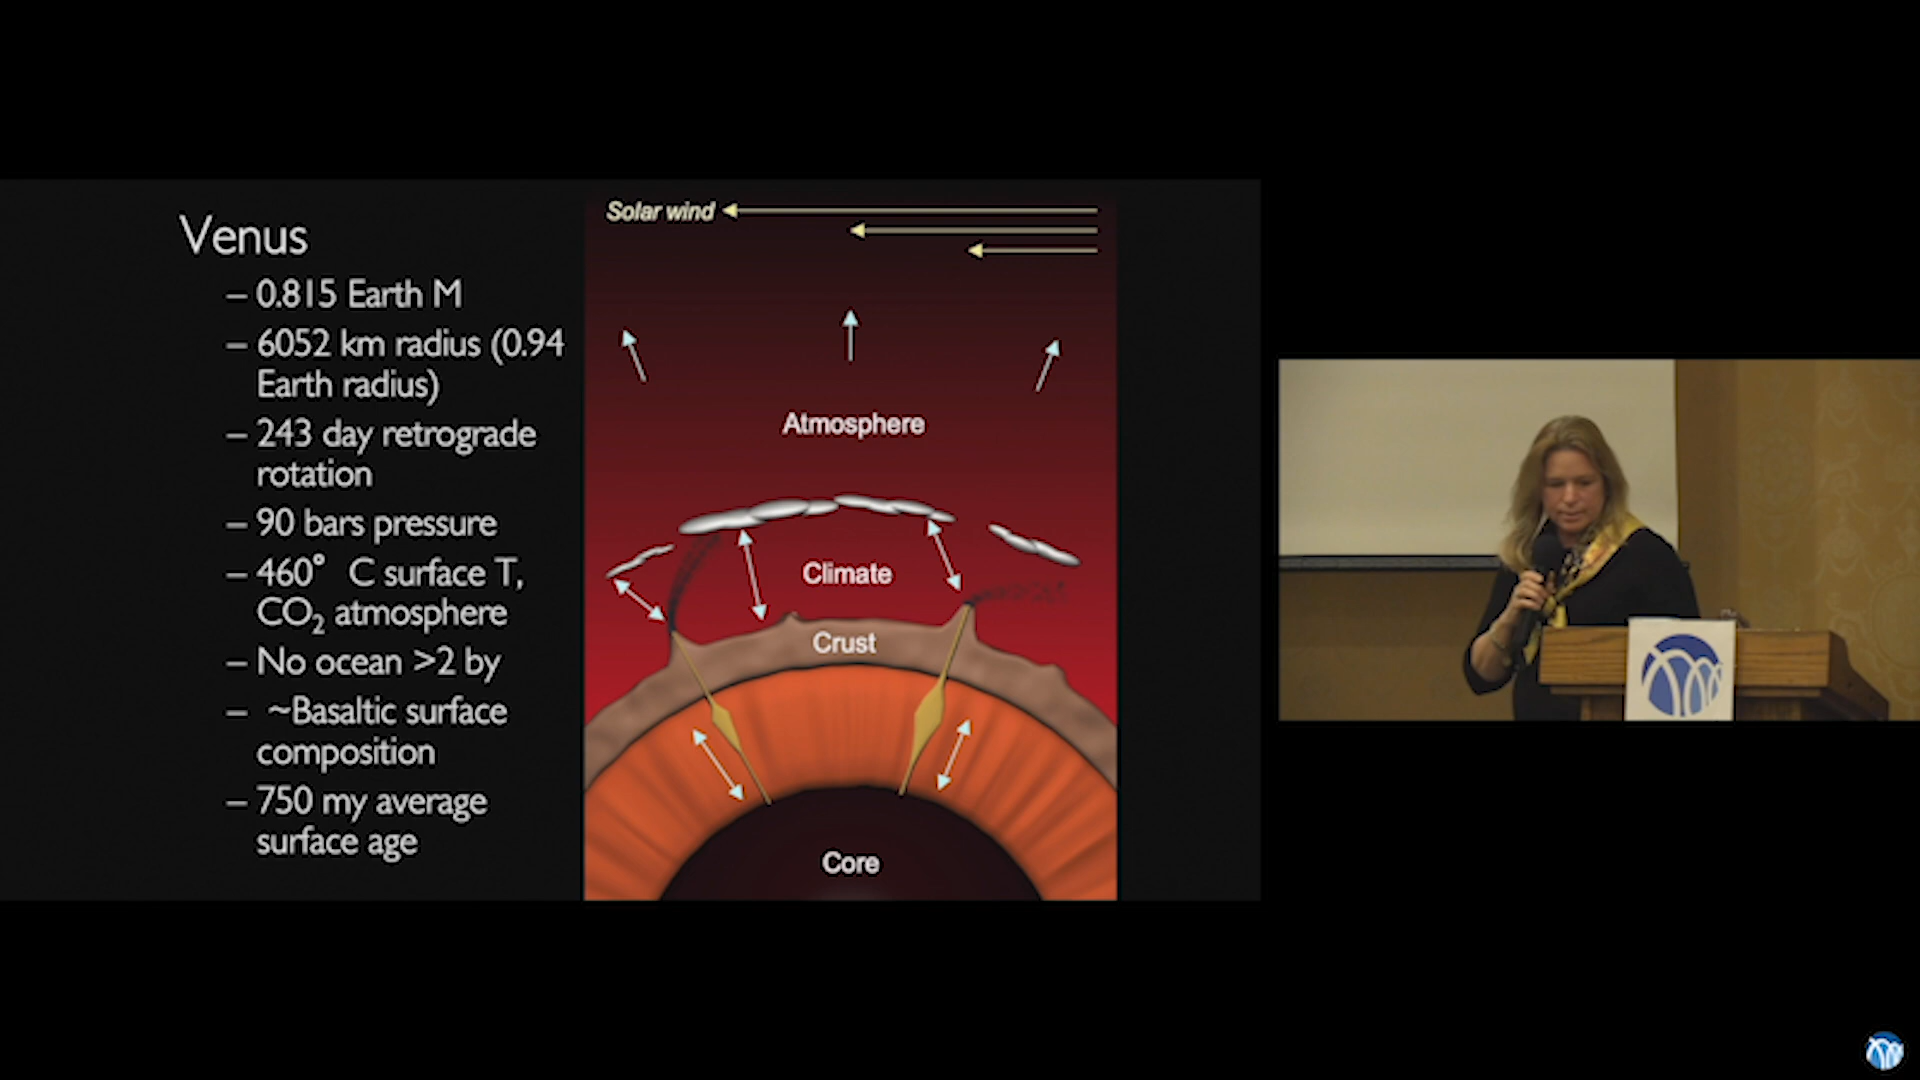 Venus
– 0.815 Earth M
– 6052 km radius (0.94
Earth radius)
– 243 day retrograde
rotation
– 90 bars pressure
– 460° C surface T,
CO₂ atmosphere
– No ocean >2 by
– ~Basaltic surface
composition
– 750 my average
surface age
Solar wind
Atmosphere
Climate
Crust
Core